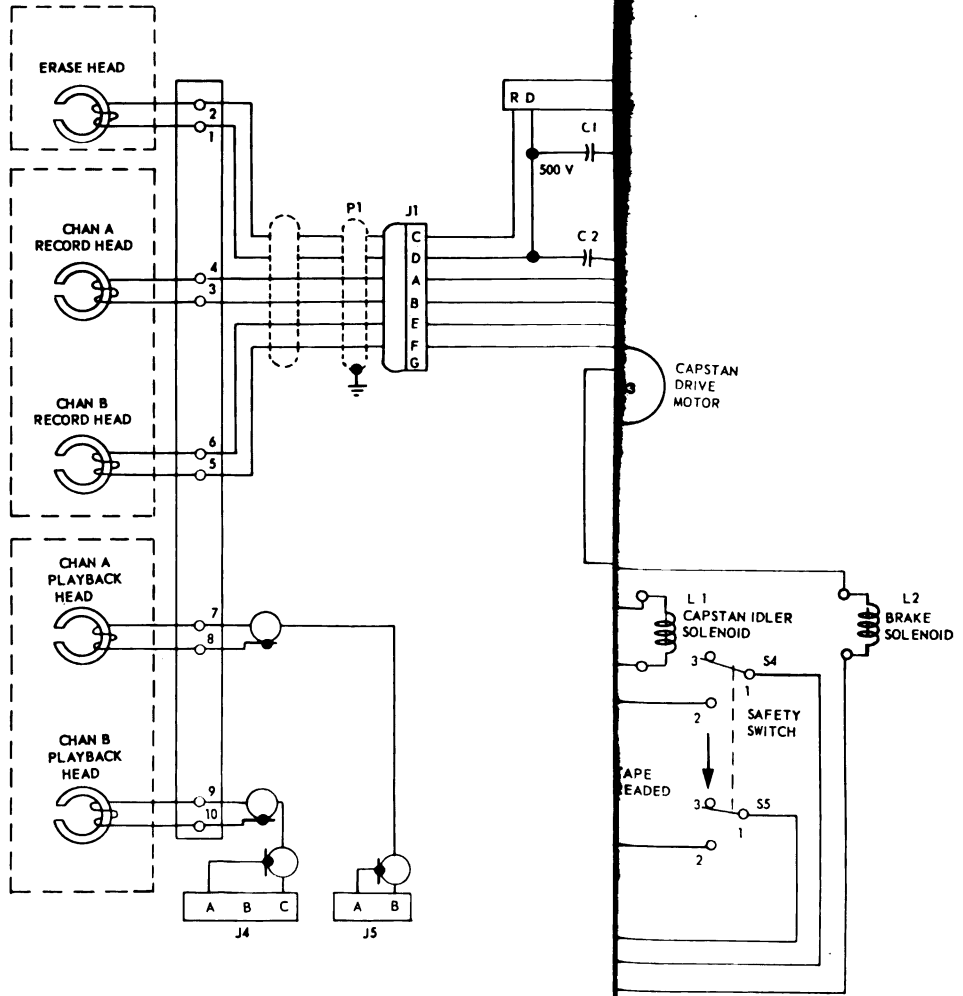 ERASE HEAD
2
1
R D
C1
500 V
P1
J1
C
D
A
B
E
F
G
C 2
CHAN A
RECORD HEAD
4
3
CAPSTAN
DRIVE
MOTOR
3
CHAN B
RECORD HEAD
6
5
CHAN A
PLAYBACK
HEAD
7
8
L 1
CAPSTAN IDLER
SOLENOID
L2
BRAKE
SOLENOID
3
S4
1
2
SAFETY
SWITCH
APE
EADED
3
S5
1
2
CHAN B
PLAYBACK
HEAD
9
10
A B C
J4
A B
J5